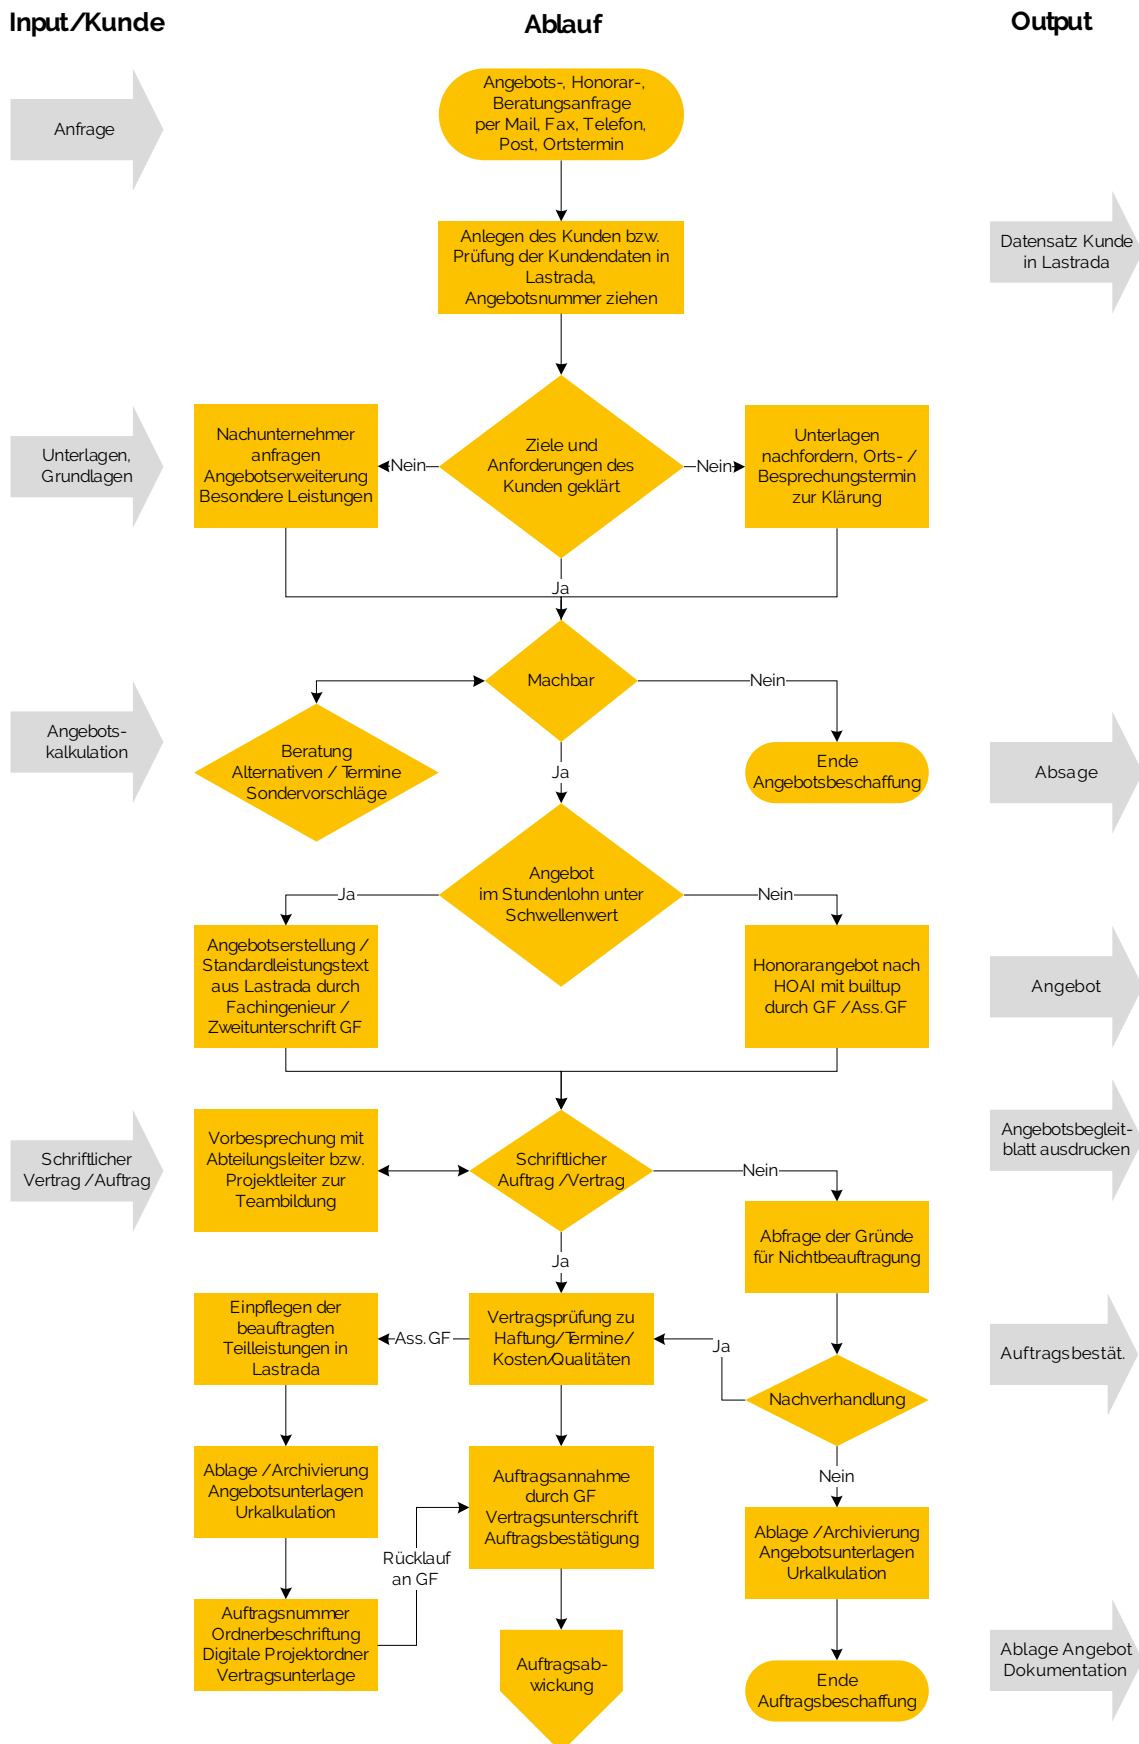 Input/Kunde
Ablauf
Output
Anfrage
Angebots-, Honorar-,
Beratungsanfrage
per Mail, Fax, Telefon,
Post, Ortstermin
Anlegen des Kunden bzw.
Prüfung der Kundendaten in
Lastrada,
Angebotsnummer ziehen
Datensatz Kunde
in Lastrada
Unterlagen,
Grundlagen
Nachunternehmer
anfragen
Angebotserweiterung
Besondere Leistungen
Nein
Ziele und
Anforderungen des
Kunden geklärt
Nein
Unterlagen
nachfordern, Orts- /
Besprechungstermin
zur Klärung
Ja
Machbar
Nein
Angebots-
kalkulation
Beratung
Alternativen / Termine
Sondervorschläge
Ja
Ende
Angebotsbeschaffung
Absage
Ja
Angebot
im Stundenlohn unter
Schwellenwert
Nein
Angebotserstellung /
Standardleistungstext
aus Lastrada durch
Fachingenieur /
Zweitunterschrift GF
Honorarangebot nach
HOAI mit builtup
durch GF / Ass. GF
Angebot
Angebotsbegleit-
blatt ausdrucken
Schriftlicher
Vertrag / Auftrag
Vorbesprechung mit
Abteilungsleiter bzw.
Projektleiter zur
Teambildung
Schriftlicher
Auftrag / Vertrag
Nein
Abfrage der Gründe
für Nichtbeauftragung
Ja
Einpflegen der
beauftragten
Teilleistungen in
Lastrada
Ass. GF
Vertragsprüfung zu
Haftung/Termine/
Kosten/Qualitäten
Ja
Nachverhandlung
Auftragsbestät.
Nein
Ablage / Archivierung
Angebotsunterlagen
Urkalkulation
Auftragsannahme
durch GF
Vertragsunterschrift
Auftragsbestätigung
Ablage / Archivierung
Angebotsunterlagen
Urkalkulation
Rücklauf
an GF
Auftragsnummer
Ordnerbeschriftung
Digitale Projektordner
Vertragsunterlage
Auftragsab-
wickung
Ende
Auftragsbeschaffung
Ablage Angebot
Dokumentation